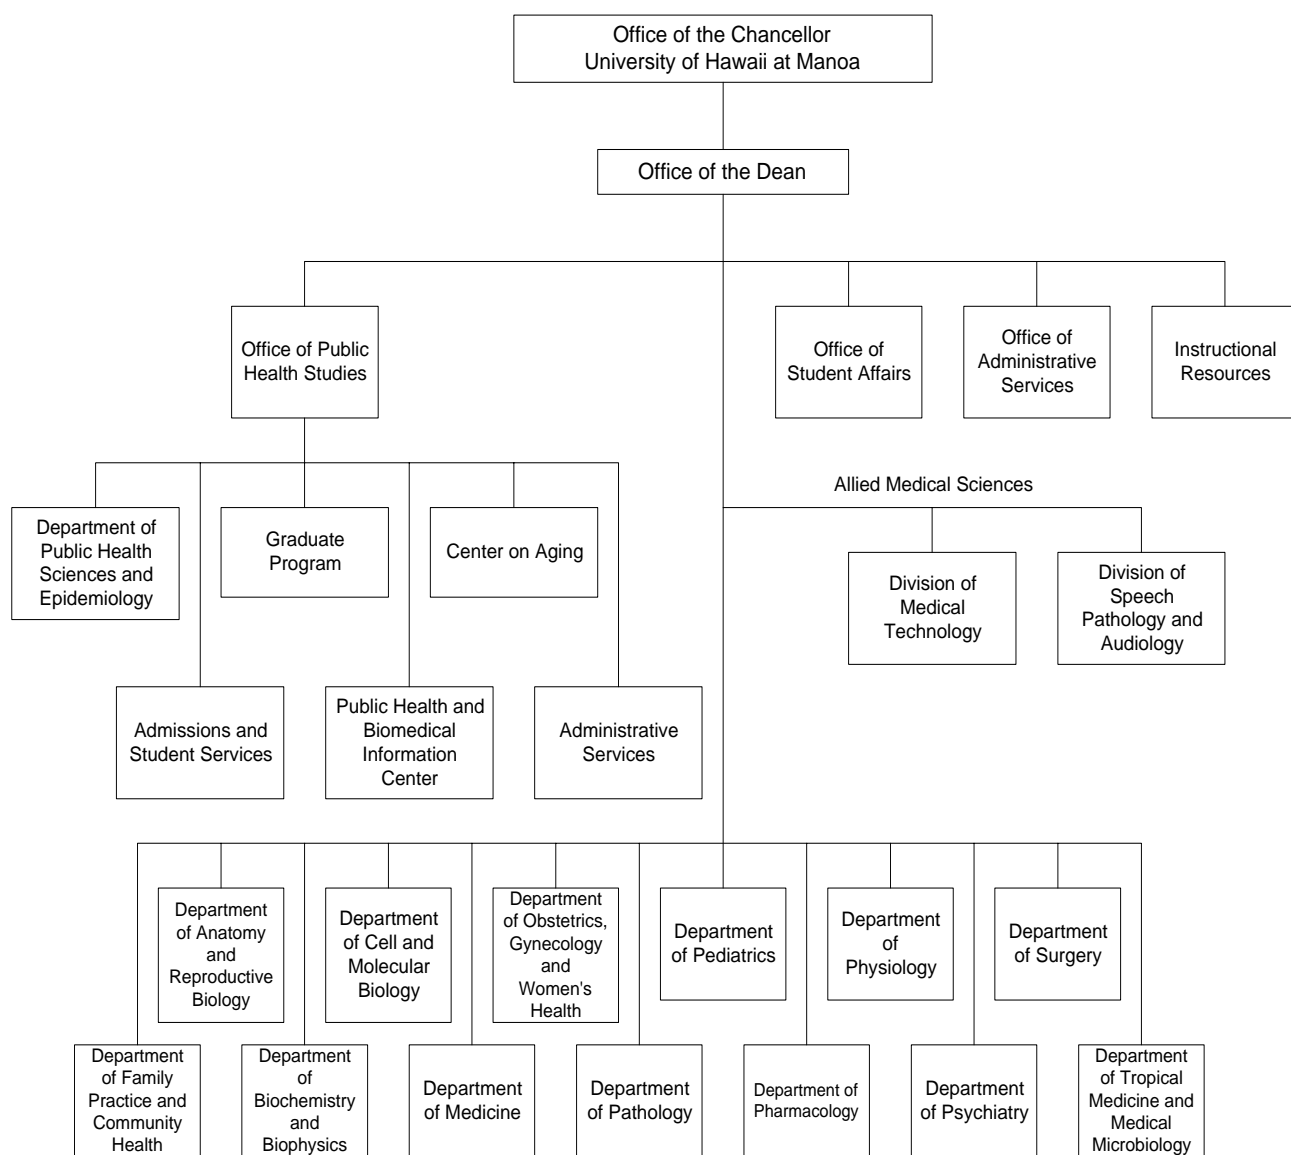 Office of the Chancellor
University of Hawaii at Manoa
Office of the Dean
Office of Public
Health Studies
Office of
Student Affairs
Office of
Administrative
Services
Instructional
Resources
Allied Medical Sciences
Department of
Public Health
Sciences and
Epidemiology
Graduate
Program
Center on Aging
Division of
Medical
Technology
Division of
Speech
Pathology and
Audiology
Admissions and
Student Services
Public Health and
Biomedical
Information
Center
Administrative
Services
Department
of Anatomy
and
Reproductive
Biology
Department
of Cell and
Molecular
Biology
Department
of Obstetrics,
Gynecology
and
Women's
Health
Department
of Pediatrics
Department
of
Physiology
Department
of Surgery
Department
of Family
Practice and
Community
Health
Department
of
Biochemistry
and
Biophysics
Department
of Medicine
Department
of Pathology
Department of
Pharmacology
Department
of Psychiatry
Department
of Tropical
Medicine and
Medical
Microbiology